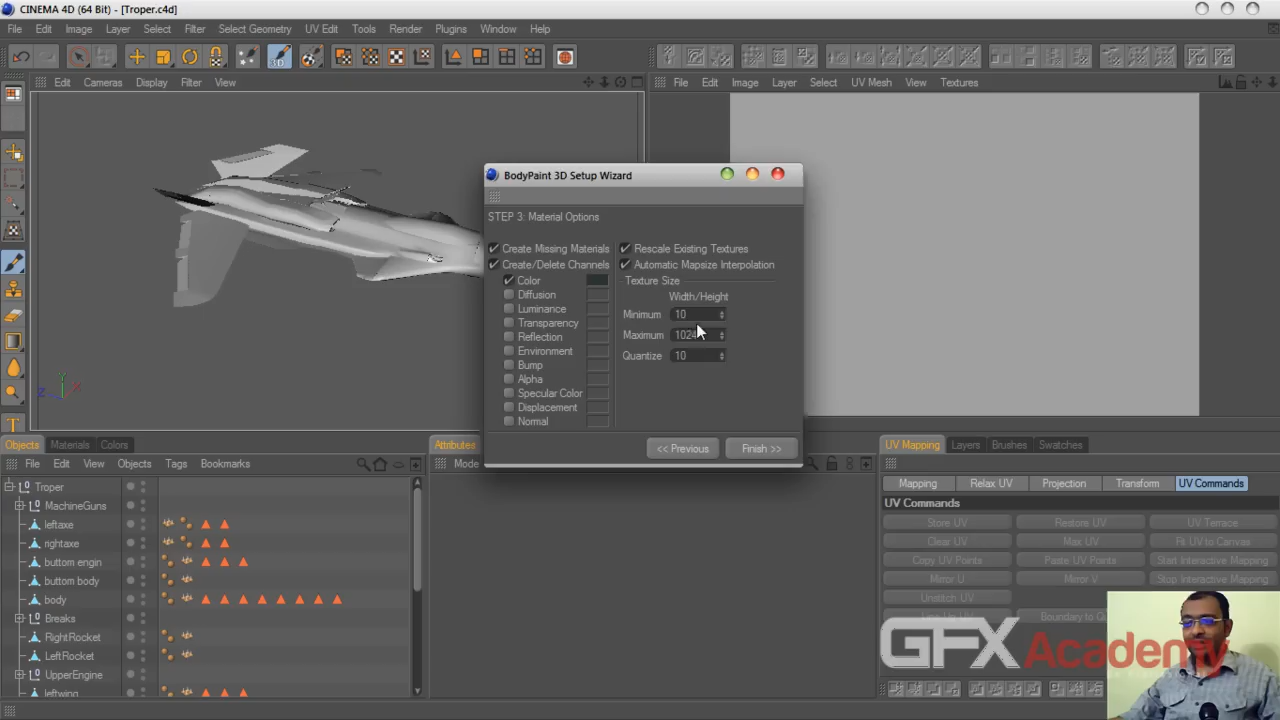 CINEMA 4D (64 Bit) - [Troper.c4d]
File Edit Image Layer Select Filter Select Geometry UV Edit Tools Render Plugins Window Help
Edit Cameras Display Filter View
File Edit Image Layer Select UV Mesh View Textures
BodyPaint 3D Setup Wizard
STEP 3: Material Options
Create Missing Materials
Create/Delete Channels
Color
Diffusion
Luminance
Transparency
Reflection
Environment
Bump
Alpha
Specular Color
Displacement
Normal
Rescale Existing Textures
Automatic Mapsize Interpolation
Texture Size
Width/Height
Minimum 10
Maximum 1024
Quantize 10
<< Previous Finish >>
Y
X
Z
Objects Materials Colors
File Edit View Objects Tags Bookmarks
Troper
MachineGuns
leftaxe
rightaxe
buttom engin
buttom body
body
Breaks
RightRocket
LeftRocket
UpperEngine
leftwing
Attributes
Mode
UV Mapping Layers Brushes Swatches
Mapping Relax UV Projection Transform UV Commands
UV Commands
Store UV Restore UV UV Terrace
Clear UV Max UV Fit UV to Canvas
Copy UV Points Paste UV Points Start Interactive Mapping
Mirror U Mirror V Stop Interactive Mapping
Unstitch UV
Line Up UV Boundary to
GFX Academy